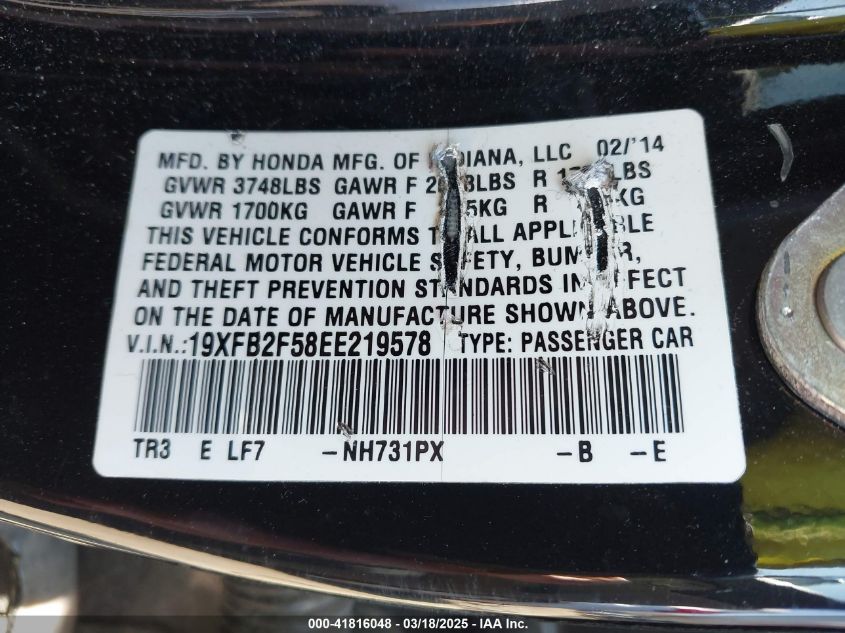 MFD. BY HONDA MFG. OF INDIANA, LLC 02/'14
GVWR 3748LBS GAWR F LBS R LBS
GVWR 1700KG GAWR F KG R KG
THIS VEHICLE CONFORMS TO ALL APPLICABLE
FEDERAL MOTOR VEHICLE SAFETY, BUMPER,
AND THEFT PREVENTION STANDARDS IN EFFECT
ON THE DATE OF MANUFACTURE SHOWN ABOVE.
V.I.N.:19XFB2F58EE219578 TYPE: PASSENGER CAR
TR3 E LF7 -NH731PX -B -E
000-41816048 — 03/18/2025 - IAAI Inc.